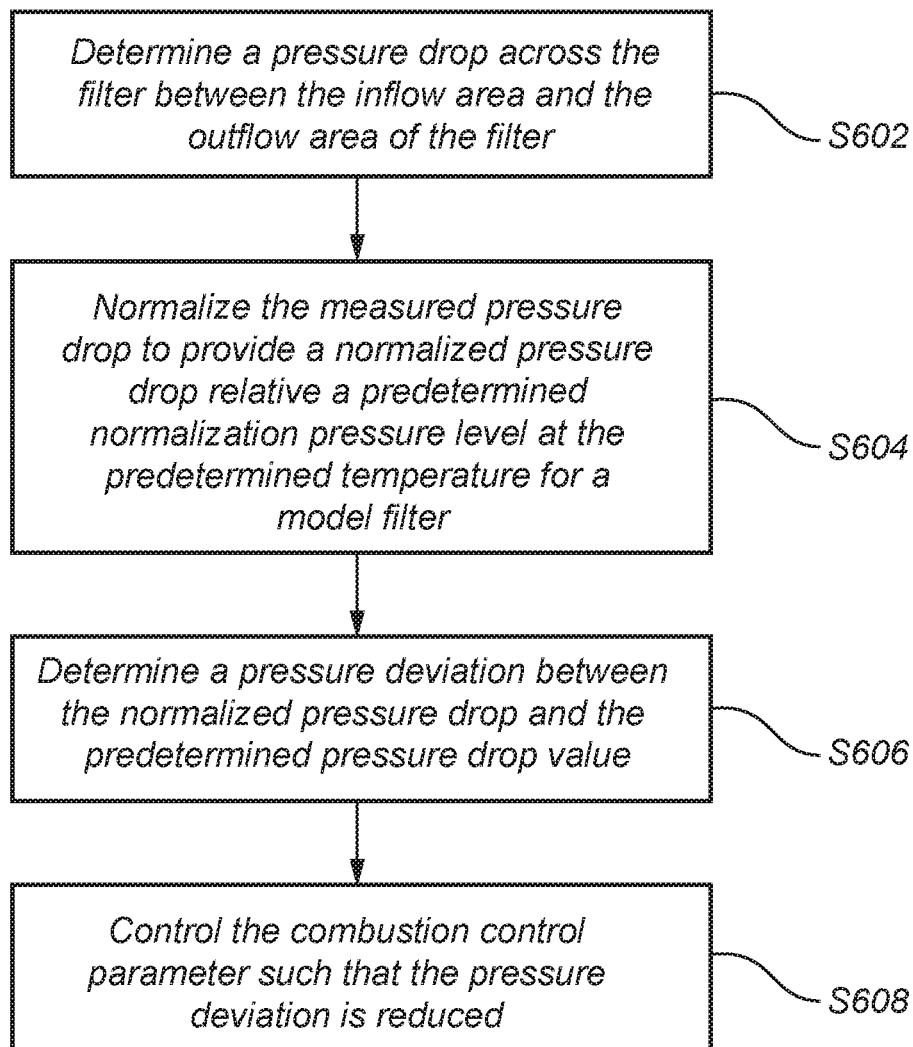 Determine a pressure drop across the
filter between the inflow area and the
outflow area of the filter
S602
Normalize the measured pressure
drop to provide a normalized pressure
drop relative a predetermined
normalization pressure level at the
predetermined temperature for a
model filter
S604
Determine a pressure deviation between
the normalized pressure drop and the
predetermined pressure drop value
S606
Control the combustion control
parameter such that the pressure
deviation is reduced
S608